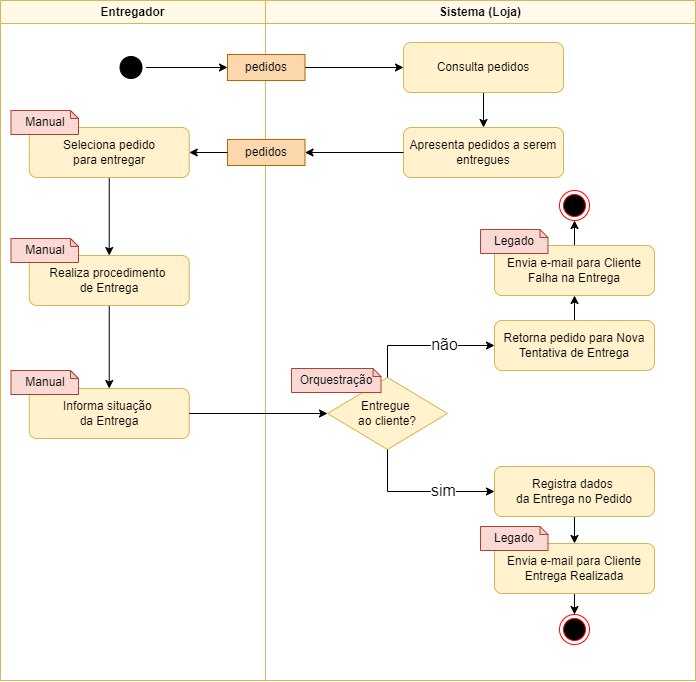 Entregador
Sistema (Loja)
pedidos
Consulta pedidos
Manual
Seleciona pedido
para entregar
pedidos
Apresenta pedidos a serem
entregues
Manual
Realiza procedimento
de Entrega
Legado
Envia e-mail para Cliente
Falha na Entrega
não
Retorna pedido para Nova
Tentativa de Entrega
Manual
Informa situação
da Entrega
Orquestração
Entregue
ao cliente?
sim
Registra dados
da Entrega no Pedido
Legado
Envia e-mail para Cliente
Entrega Realizada